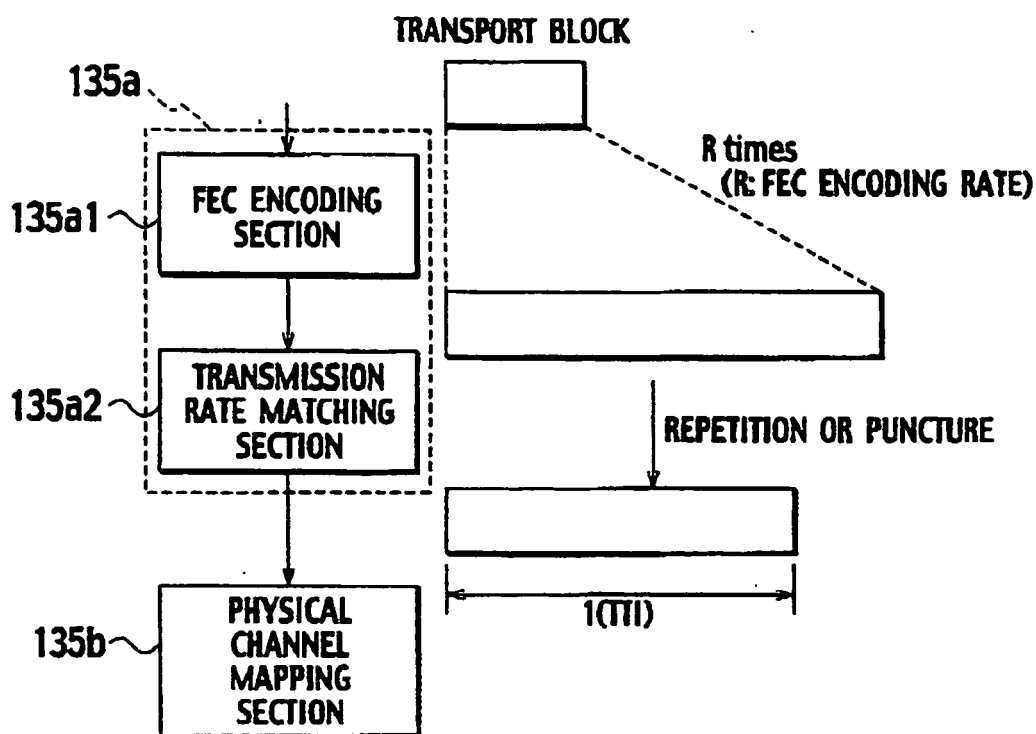 TRANSPORT BLOCK
135a
R times
(R: FEC ENCODING RATE)
135a1
FEC ENCODING
SECTION
135a2
TRANSMISSION
RATE MATCHING
SECTION
REPETITION OR PUNCTURE
1(TTI)
135b
PHYSICAL
CHANNEL
MAPPING
SECTION